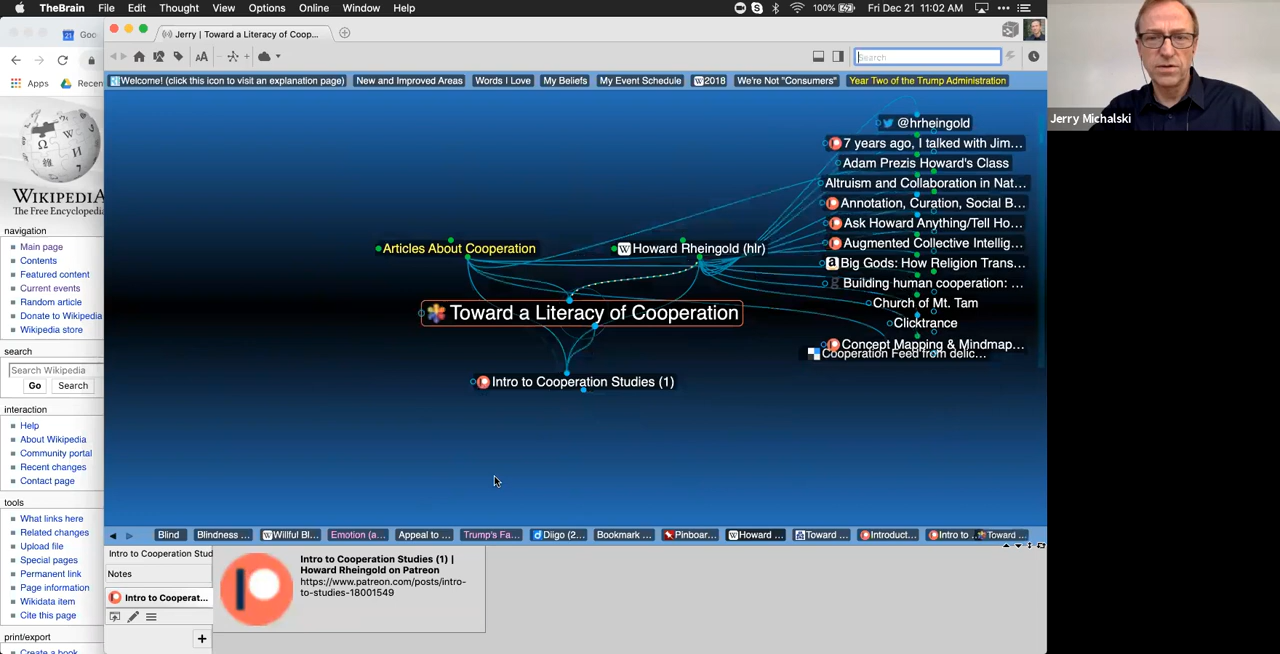 TheBrain File Edit Thought View Options Online Window Help
100% Fri Dec 21 11:02 AM
21 Goo
Jerry | Toward a Literacy of Coop...
AA
Search
Apps Recen
Welcome! (click this icon to visit an explanation page) New and Improved Areas Words I Love My Beliefs My Event Schedule 2018 We're Not "Consumers" Year Two of the Trump Administration
Jerry Michalski
WIKIPEDIA
The Free Encyclopedia
navigation
Main page
Contents
Featured content
Current events
Random article
Donate to Wikipedia
Wikipedia store
search
Search Wikipedia
Go Search
interaction
Help
About Wikipedia
Community portal
Recent changes
Contact page
tools
What links here
Related changes
Upload file
Special pages
Permanent link
Page information
Wikidata item
Cite this page
print/export
Create a book
Articles About Cooperation
Howard Rheingold (hlr)
Toward a Literacy of Cooperation
Intro to Cooperation Studies (1)
@hrheingold
7 years ago, I talked with Jim...
Adam Prezis Howard's Class
Altruism and Collaboration in Nat...
Annotation, Curation, Social B...
Ask Howard Anything/Tell Ho...
Augmented Collective Intellig...
Big Gods: How Religion Trans...
Building human cooperation: ...
Church of Mt. Tam
Clicktrance
Concept Mapping & Mindmap...
Cooperation Feed from delic...
Blind Blindness ... Willful Bl... Emotion (a... Appeal to ... Trump's Fa... Diigo (2... Bookmark ... Pinboar... Howard ... Toward ... Introduct... Intro to ... Toward ...
Intro to Cooperation Stud
Notes
Intro to Cooperat...
Intro to Cooperation Studies (1) |
Howard Rheingold on Patreon
https://www.patreon.com/posts/intro-
to-studies-18001549